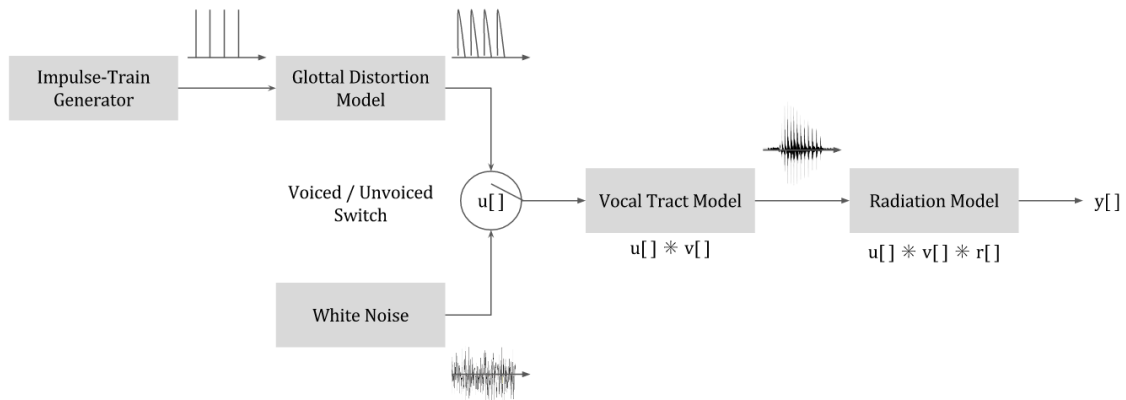 Impulse-Train
Generator
Glottal Distortion
Model
Voiced / Unvoiced
Switch
u[]
Vocal Tract Model
Radiation Model
y[]
u[] ✳ v[]
u[] ✳ v[] ✳ r[]
White Noise